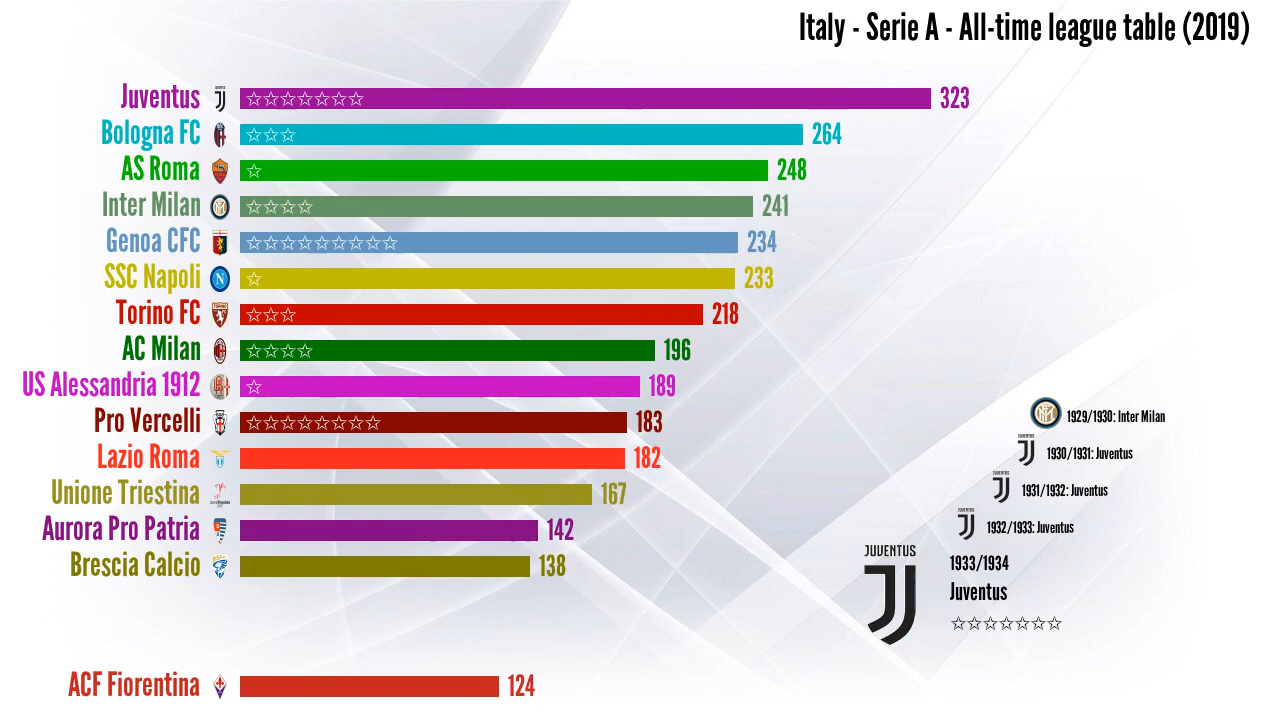 Italy - Serie A - All-time league table (2019)
Juventus ☆☆☆☆☆☆☆ 323
Bologna FC ☆☆☆ 264
AS Roma ☆ 248
Inter Milan ☆☆☆☆ 241
Genoa CFC ☆☆☆☆☆☆☆☆☆ 234
SSC Napoli ☆ 233
Torino FC ☆☆☆ 218
AC Milan ☆☆☆☆ 196
US Alessandria 1912 ☆ 189
Pro Vercelli ☆☆☆☆☆☆☆☆ 183
Lazio Roma 182
Unione Triestina 167
Aurora Pro Patria 142
Brescia Calcio 138
ACF Fiorentina 124
1929/1930: Inter Milan
1930/1931: Juventus
1931/1932: Juventus
1932/1933: Juventus
JUVENTUS
1933/1934
Juventus
☆☆☆☆☆☆☆